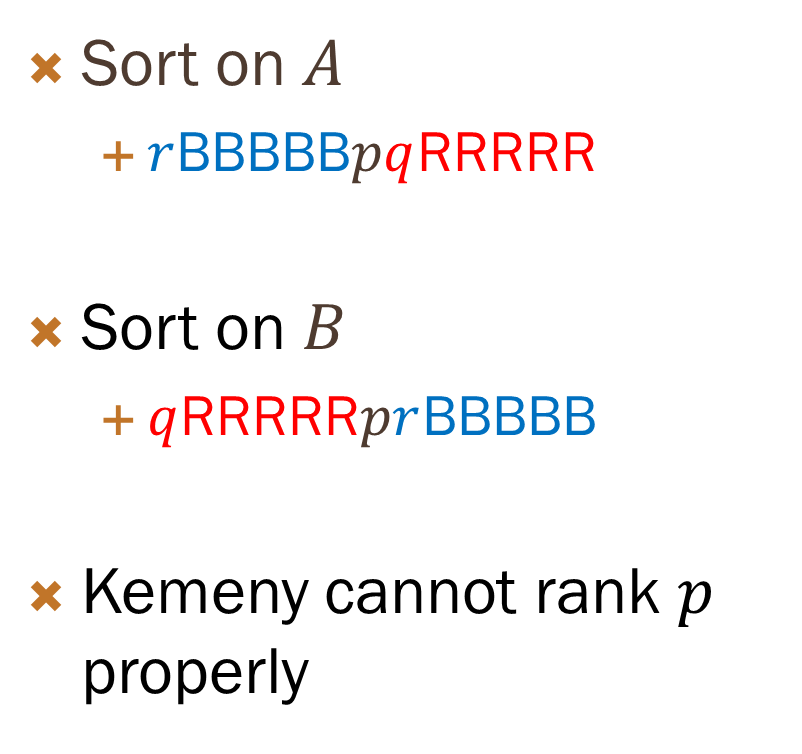 ✖ Sort on A
+ rBBBBBpqRRRRR
✖ Sort on B
+ qRRRRRprBBBBB
✖ Kemeny cannot rank p
properly